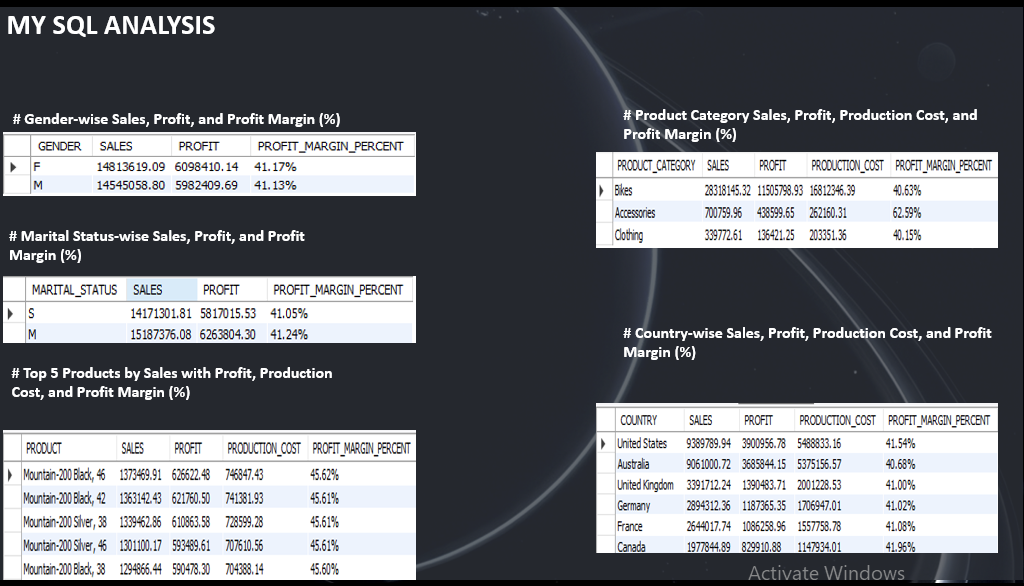 MY SQL ANALYSIS
# Gender-wise Sales, Profit, and Profit Margin (%)
GENDER SALES PROFIT PROFIT_MARGIN_PERCENT
F 14813619.09 6098410.14 41.17%
M 14545058.80 5982409.69 41.13%
# Marital Status-wise Sales, Profit, and Profit
Margin (%)
MARITAL_STATUS SALES PROFIT PROFIT_MARGIN_PERCENT
S 14171301.81 5817015.53 41.05%
M 15187376.08 6263804.30 41.24%
# Top 5 Products by Sales with Profit, Production
Cost, and Profit Margin (%)
PRODUCT SALES PROFIT PRODUCTION_COST PROFIT_MARGIN_PERCENT
Mountain-200 Black, 46 1373469.91 626622.48 746847.43 45.62%
Mountain-200 Black, 42 1363142.43 621760.50 741381.93 45.61%
Mountain-200 Silver, 38 1339462.86 610863.58 728599.28 45.61%
Mountain-200 Silver, 46 1301100.17 593489.61 707610.56 45.61%
Mountain-200 Black, 38 1294866.44 590478.30 704388.14 45.60%
# Product Category Sales, Profit, Production Cost, and
Profit Margin (%)
PRODUCT_CATEGORY SALES PROFIT PRODUCTION_COST PROFIT_MARGIN_PERCENT
Bikes 28318145.32 11505798.93 16812346.39 40.63%
Accessories 700759.96 438599.65 262160.31 62.59%
Clothing 339772.61 136421.25 203351.36 40.15%
# Country-wise Sales, Profit, Production Cost, and Profit
Margin (%)
COUNTRY SALES PROFIT PRODUCTION_COST PROFIT_MARGIN_PERCENT
United States 9389789.94 3900956.78 5488833.16 41.54%
Australia 9061000.72 3685844.15 5375156.57 40.68%
United Kingdom 3391712.24 1390483.71 2001228.53 41.00%
Germany 2894312.36 1187365.35 1706947.01 41.02%
France 2644017.74 1086258.96 1557758.78 41.08%
Canada 1977844.89 829910.88 1147934.01 41.96%
Activate Windows